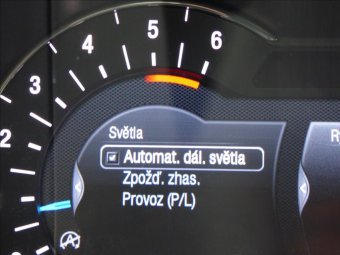 5
4
6
3
2
Světla
Automat. dál. světla
Zpožď. zhas.
Provoz (P/L)
R
A